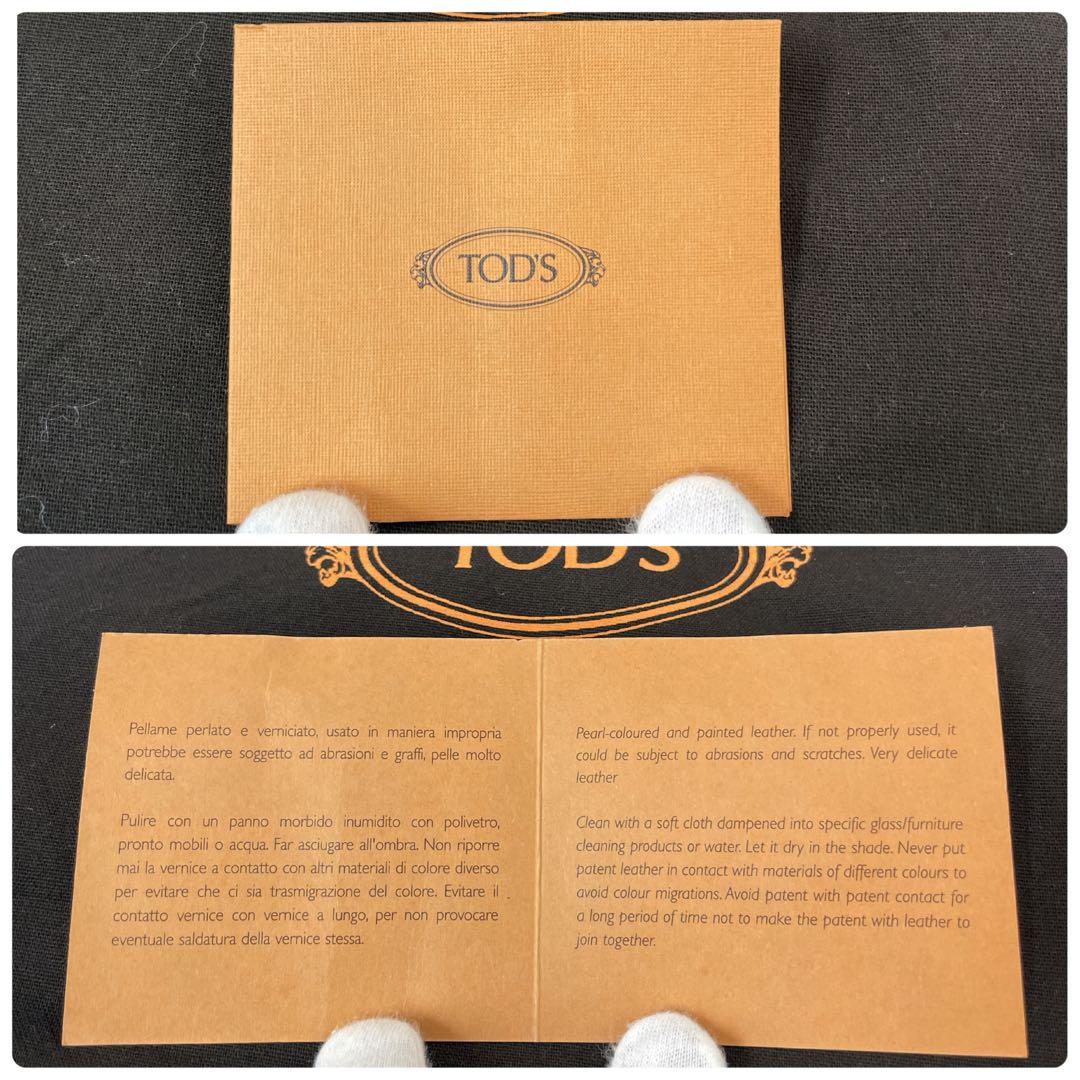 TOD'S
TOD'S
Pellame perlato e verniciato, usato in maniera impropria
potrebbe essere soggetto ad abrasioni e graffi, pelle molto
delicata.
Pulire con un panno morbido inumidito con polivetro,
pronto mobili o acqua. Far asciugare all'ombra. Non riporre
mai la vernice a contatto con altri materiali di colore diverso
per evitare che ci sia trasmigrazione del colore. Evitare il
contatto vernice con vernice a lungo, per non provocare
eventuale saldatura della vernice stessa.
Pearl-coloured and painted leather. If not properly used, it
could be subject to abrasions and scratches. Very delicate
leather
Clean with a soft cloth dampened into specific glass/furniture
cleaning products or water. Let it dry in the shade. Never put
patent leather in contact with materials of different colours to
avoid colour migrations. Avoid patent with patent contact for
a long period of time not to make the patent with leather to
join together.